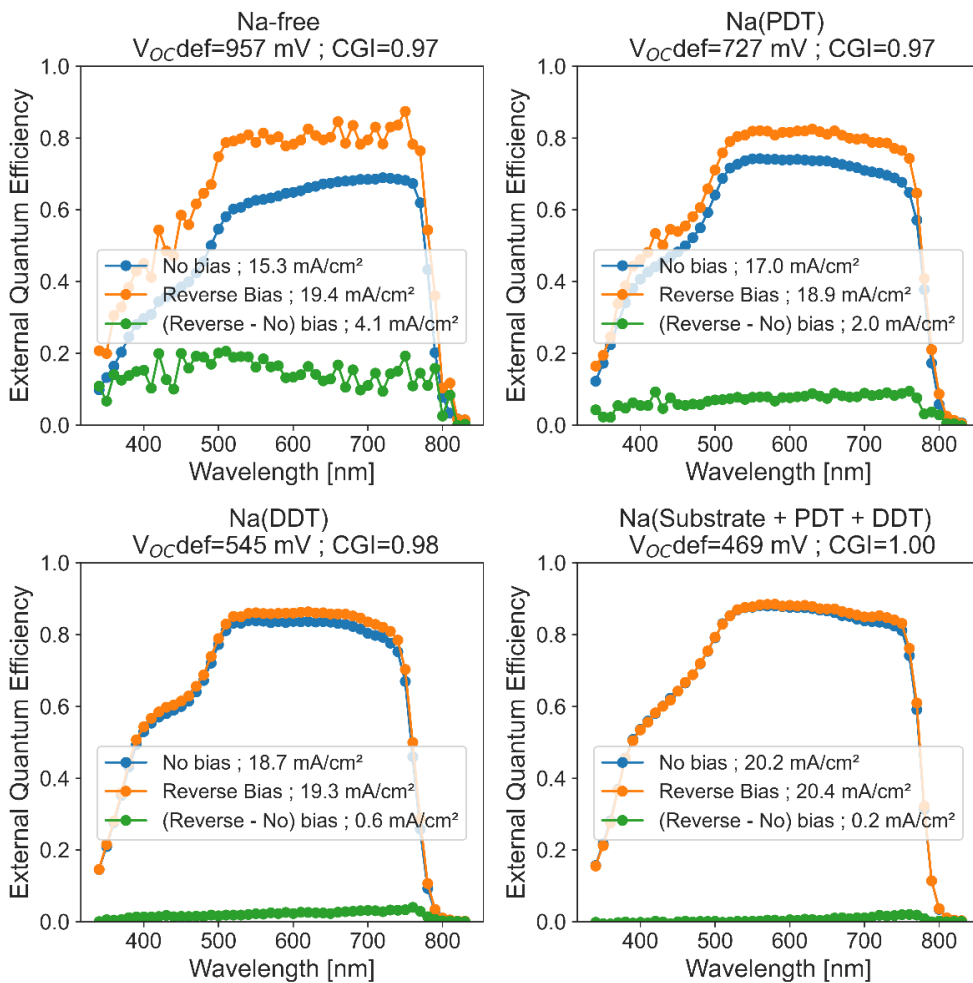 Na-free
V_OCdef=957 mV ; CGI=0.97
External Quantum Efficiency
1.0
0.8
0.6
0.4
0.2
0.0
No bias ; 15.3 mA/cm²
Reverse Bias ; 19.4 mA/cm²
(Reverse - No) bias ; 4.1 mA/cm²
400 500 600 700 800
Wavelength [nm]
Na(PDT)
V_OCdef=727 mV ; CGI=0.97
External Quantum Efficiency
1.0
0.8
0.6
0.4
0.2
0.0
No bias ; 17.0 mA/cm²
Reverse Bias ; 18.9 mA/cm²
(Reverse - No) bias ; 2.0 mA/cm²
400 500 600 700 800
Wavelength [nm]
Na(DDT)
V_OCdef=545 mV ; CGI=0.98
External Quantum Efficiency
1.0
0.8
0.6
0.4
0.2
0.0
No bias ; 18.7 mA/cm²
Reverse Bias ; 19.3 mA/cm²
(Reverse - No) bias ; 0.6 mA/cm²
400 500 600 700 800
Wavelength [nm]
Na(Substrate + PDT + DDT)
V_OCdef=469 mV ; CGI=1.00
External Quantum Efficiency
1.0
0.8
0.6
0.4
0.2
0.0
No bias ; 20.2 mA/cm²
Reverse Bias ; 20.4 mA/cm²
(Reverse - No) bias ; 0.2 mA/cm²
400 500 600 700 800
Wavelength [nm]